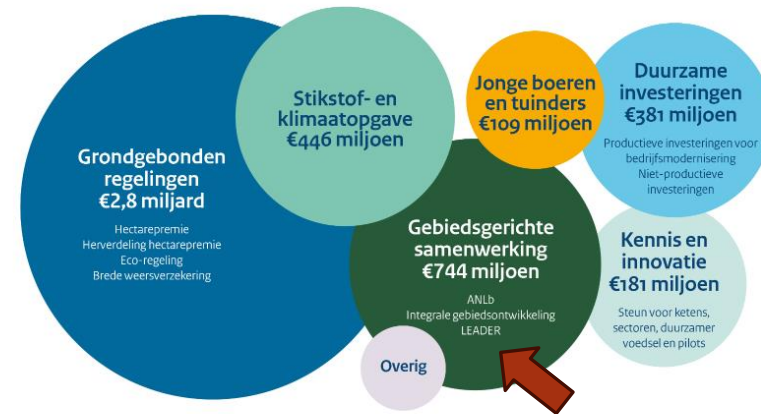 Grondgebonden
regelingen
€2,8 miljard
Hectarepremie
Herverdeling hectarepremie
Eco-regeling
Brede weersverzekering
Stikstof- en
klimaatopgave
€446 miljoen
Gebiedsgerichte
samenwerking
€744 miljoen
ANLb
Integrale gebiedsontwikkeling
LEADER
Overig
Jonge boeren
en tuinders
€109 miljoen
Duurzame
investeringen
€381 miljoen
Productieve investeringen voor
bedrijfsmodernisering
Niet-productieve
investeringen
Kennis en
innovatie
€181 miljoen
Steun voor ketens,
sectoren, duurzamer
voedsel en pilots